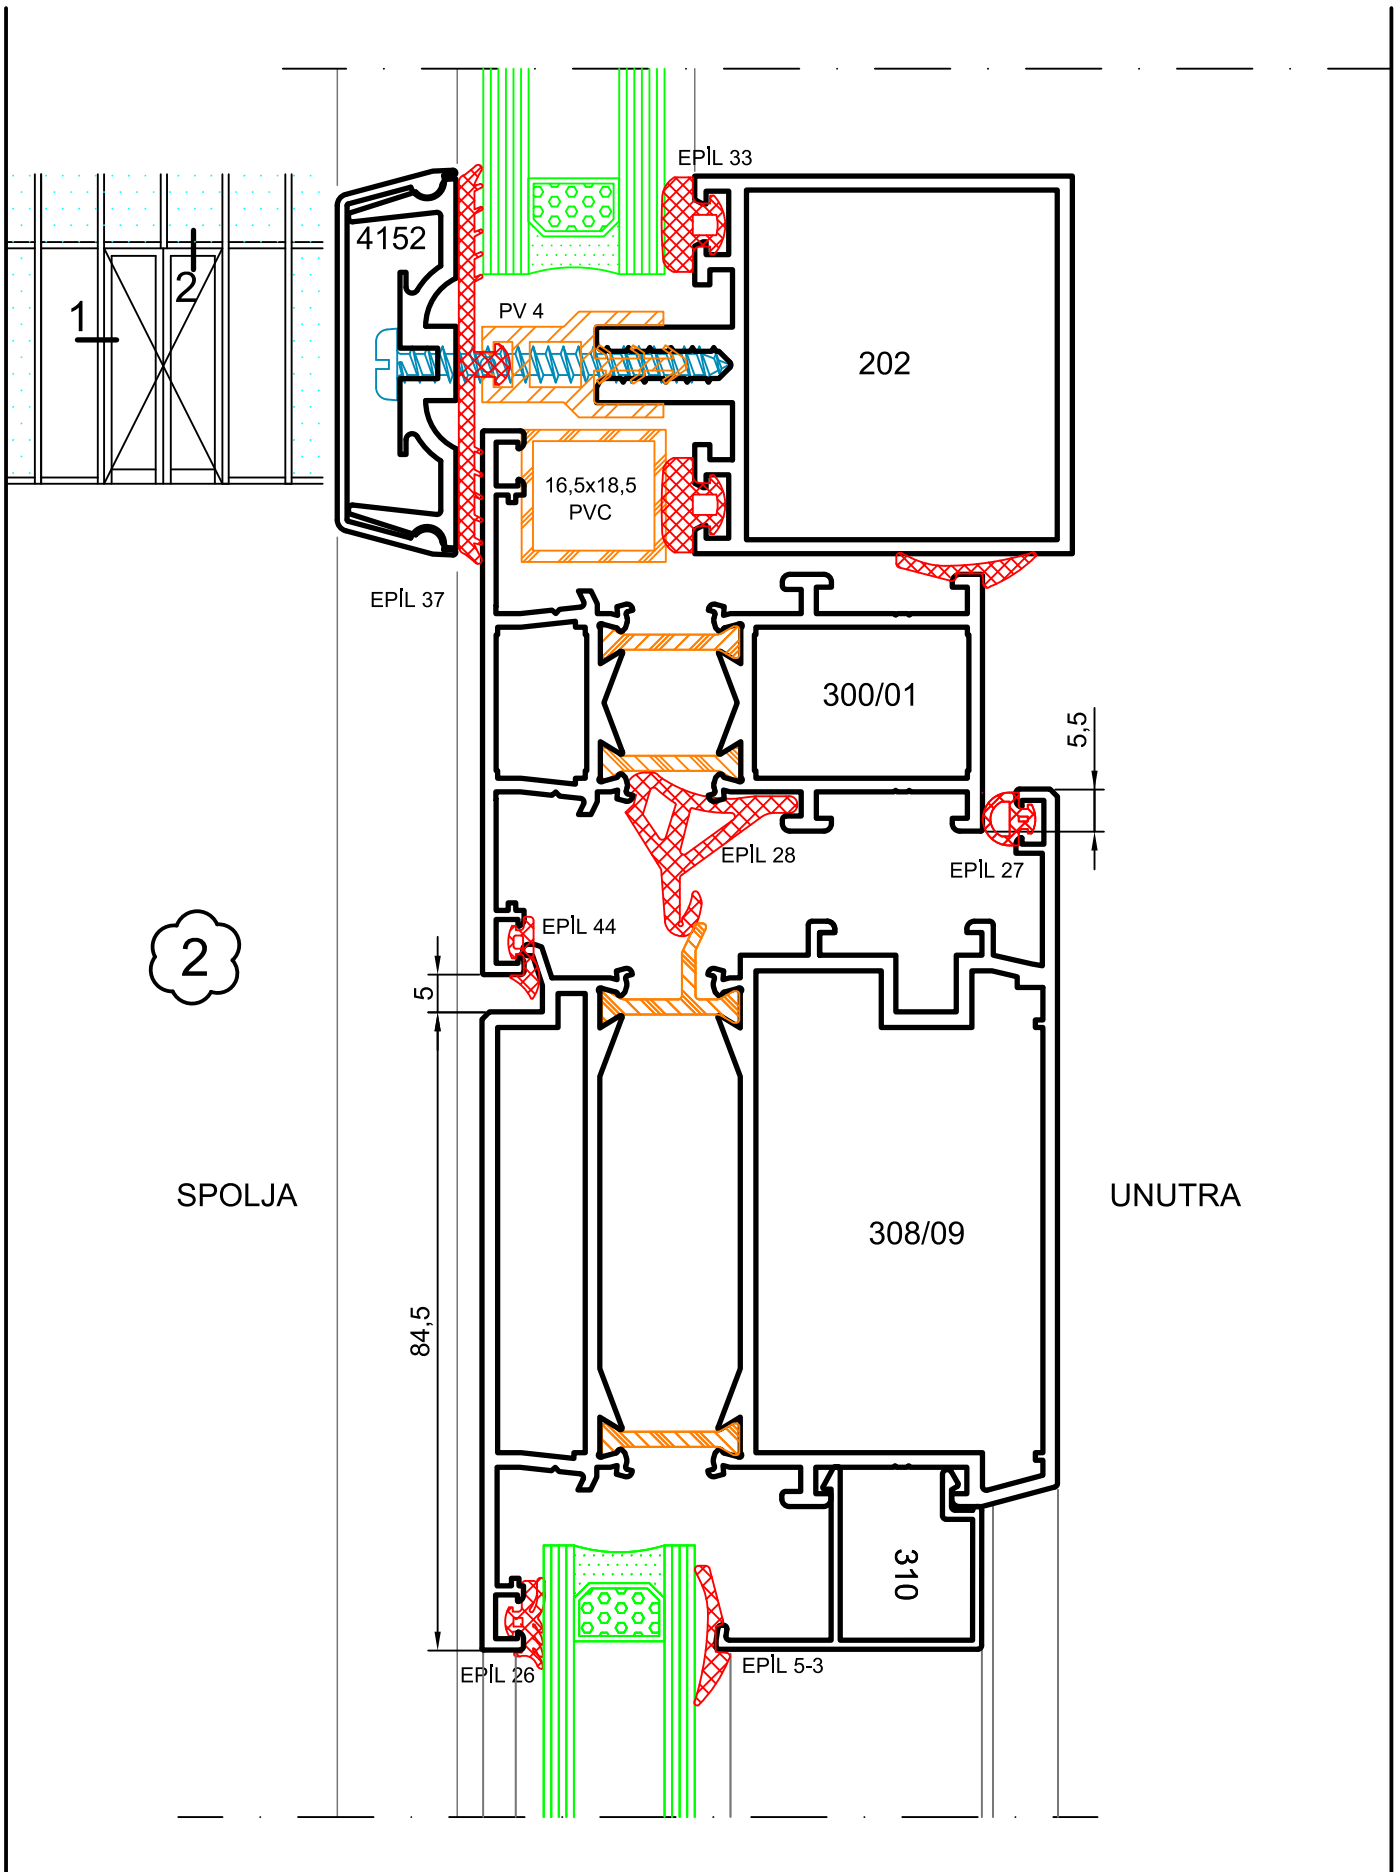 EPİL 33
4152
2
1
PV 4
202
16,5x18,5
PVC
EPİL 37
300/01
5,5
EPİL 28
EPİL 27
EPİL 44
2
5
SPOLJA
UNUTRA
308/09
84,5
310
EPİL 26
EPİL 5-3